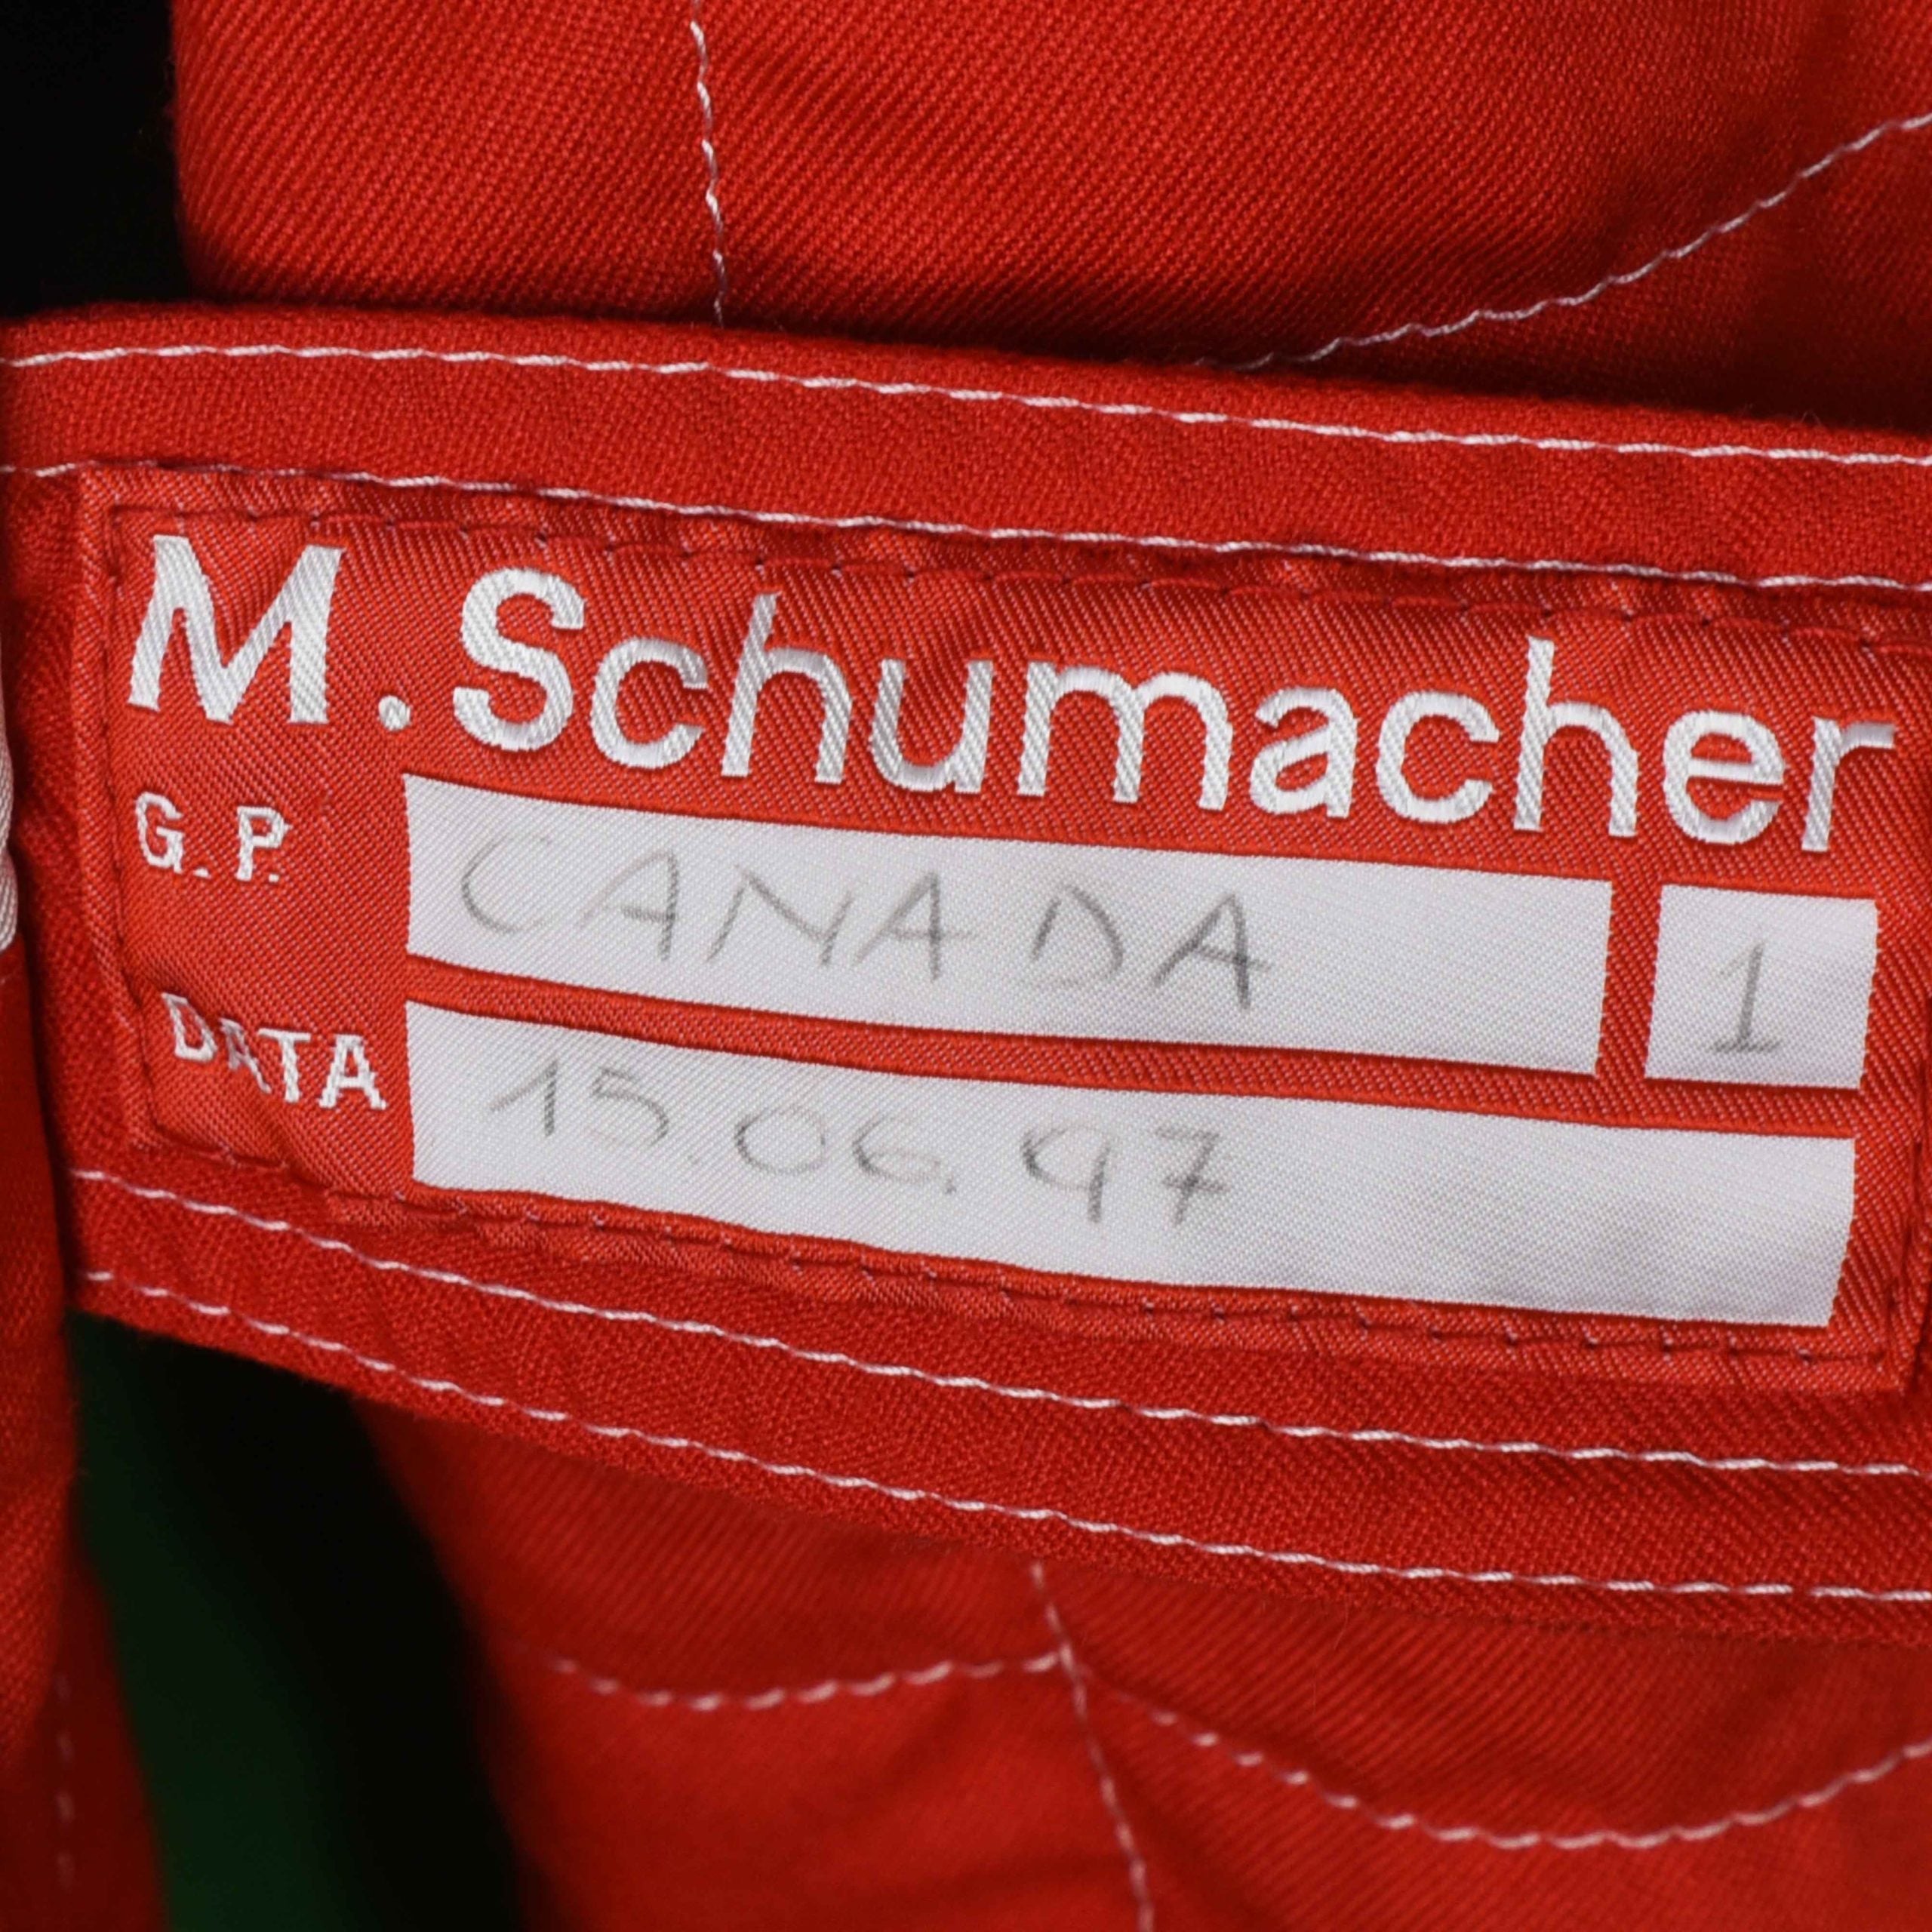 M.Schumacher
G.P. CANADA 1
DATA 15.06.97